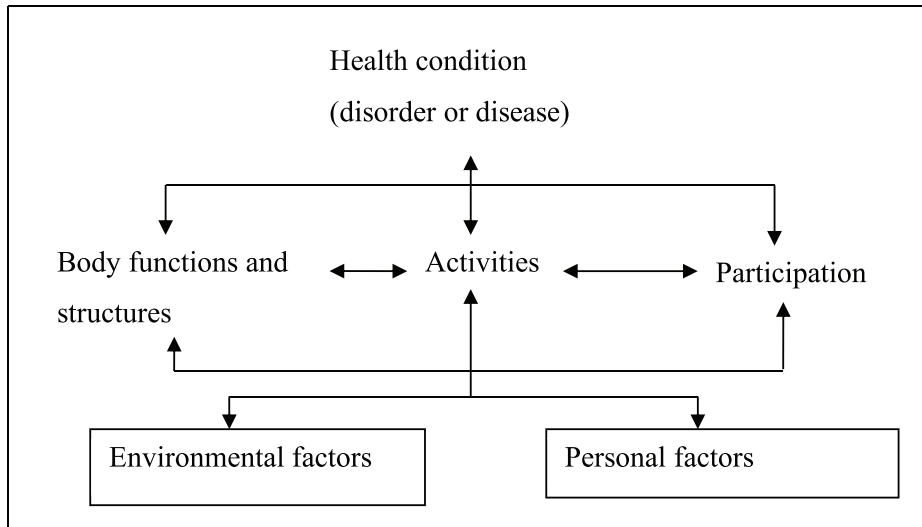 Health condition
(disorder or disease)
Body functions and
structures
Activities
Participation
Environmental factors
Personal factors